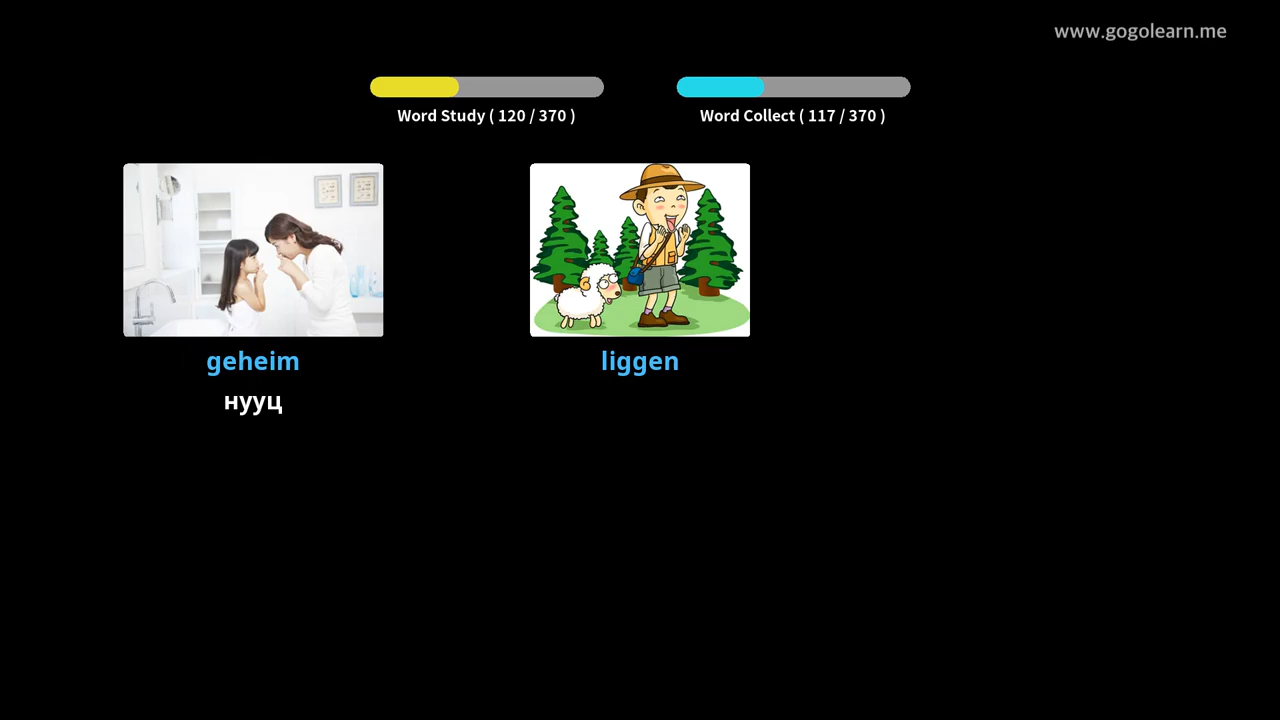 www.gogolearn.me
Word Study ( 120 / 370 )
Word Collect ( 117 / 370 )
geheim
liggen
нууц